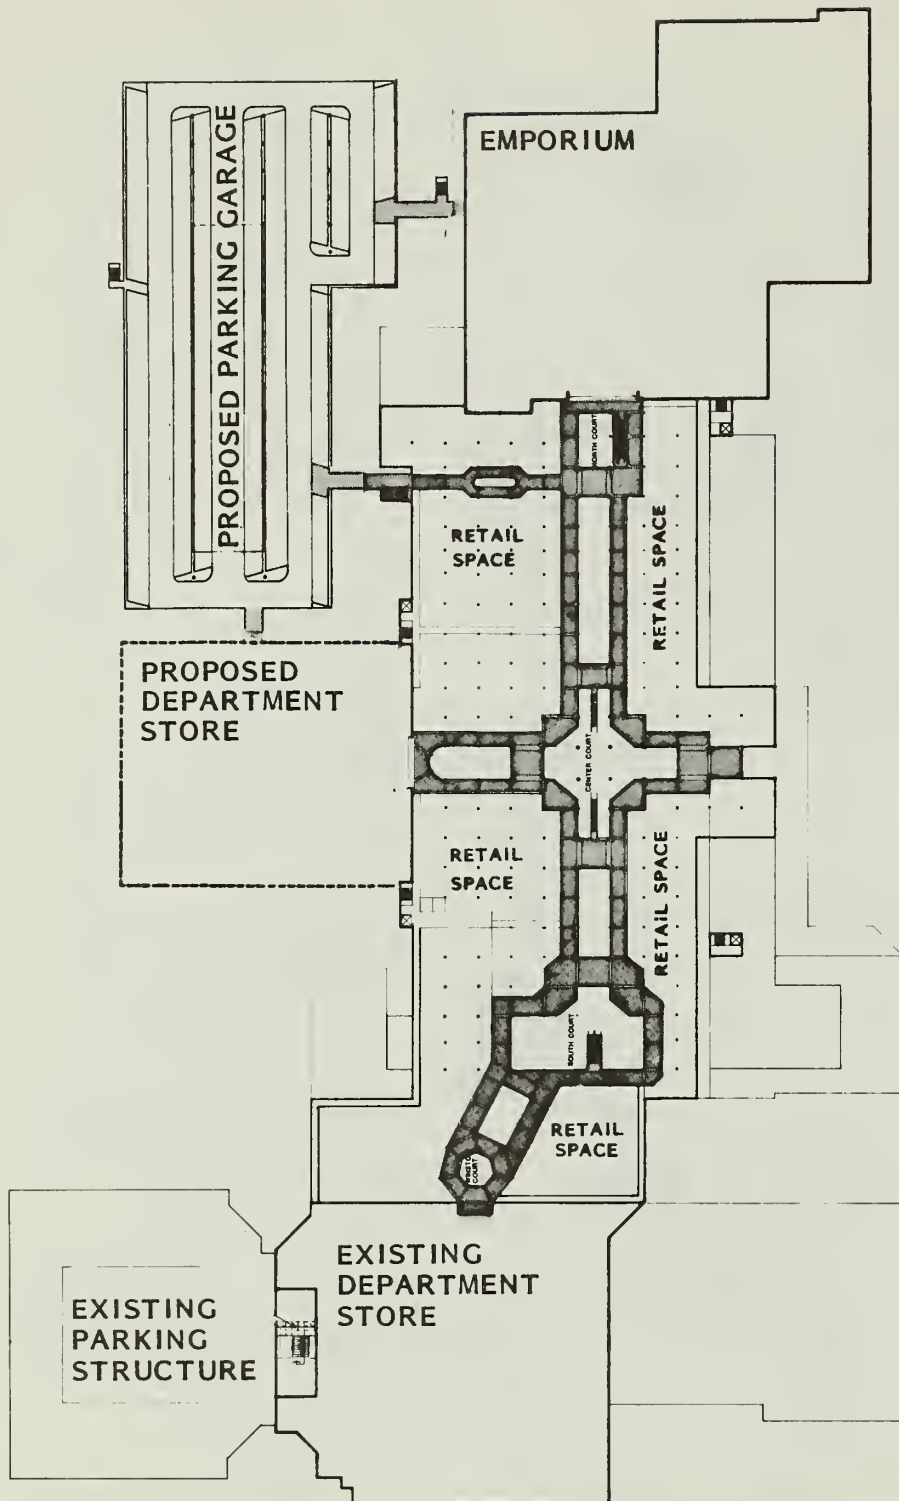 EMPORIUM
PROPOSED PARKING GARAGE
NORTH COURT
RETAIL
SPACE
RETAIL SPACE
PROPOSED
DEPARTMENT
STORE
CENTER COURT
RETAIL
SPACE
RETAIL SPACE
SOUTH COURT
RETAIL
SPACE
COURT
EXISTING
DEPARTMENT
STORE
EXISTING
PARKING
STRUCTURE